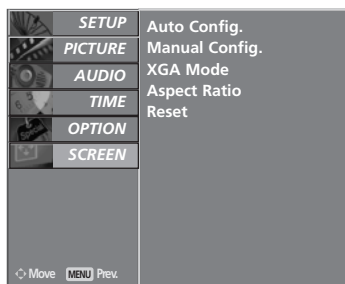 SETUP
PICTURE
AUDIO
TIME
OPTION
SCREEN
Auto Config.
Manual Config.
XGA Mode
Aspect Ratio
Reset
Move MENU Prev.